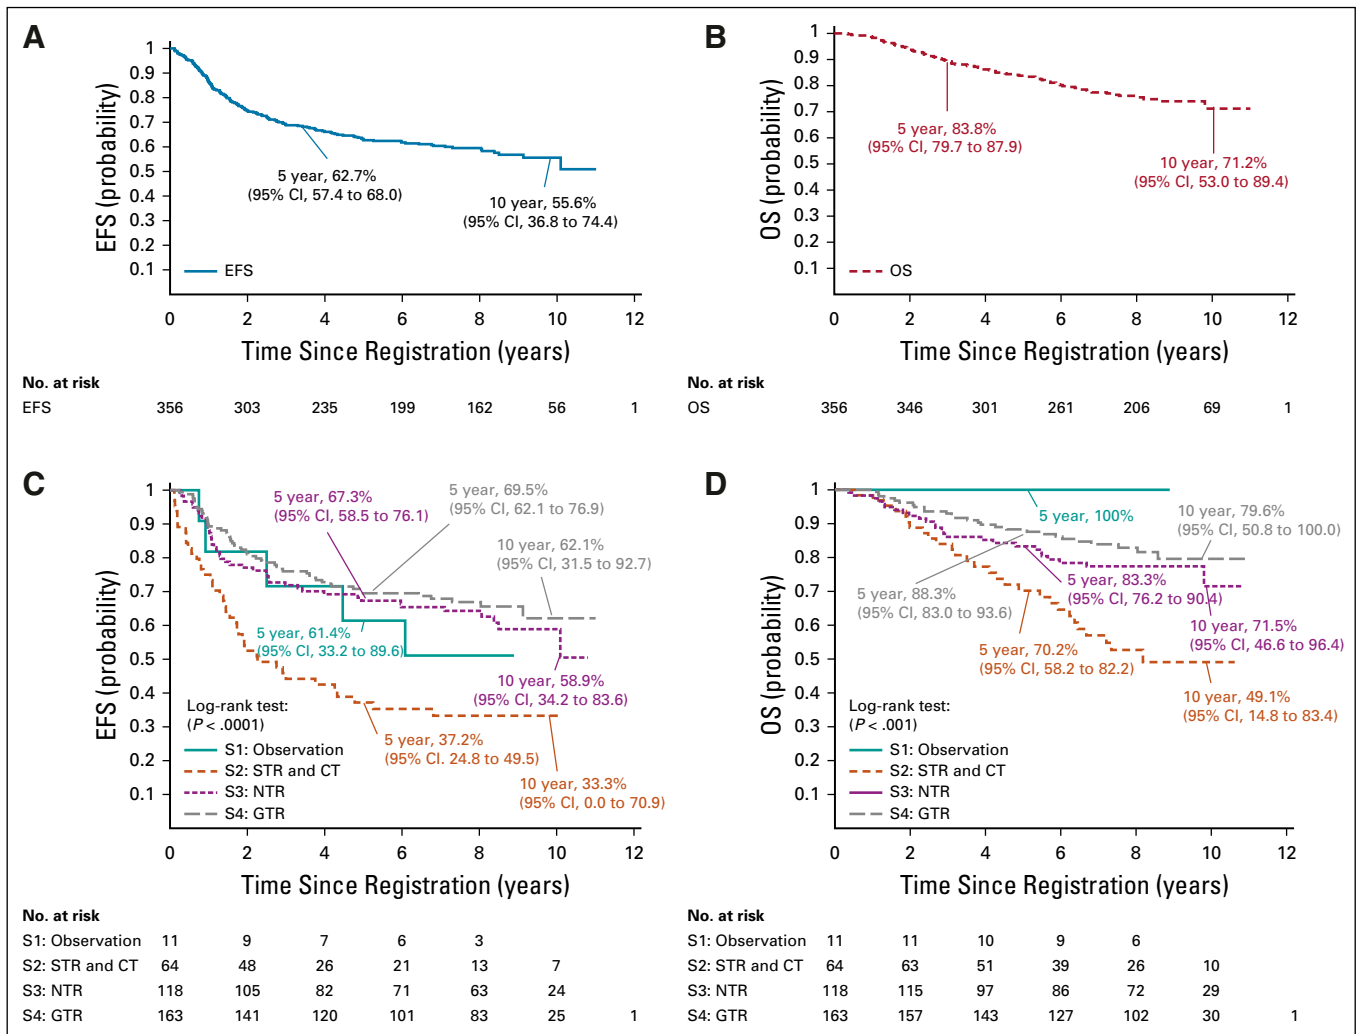 A
1
0.9
0.8
0.7
0.6
0.5
0.4
0.3
0.2
0.1
EFS (probability)
5 year, 62.7%
(95% CI, 57.4 to 68.0)
10 year, 55.6%
(95% CI, 36.8 to 74.4)
EFS
0 2 4 6 8 10 12
Time Since Registration (years)
No. at risk
EFS 356 303 235 199 162 56 1
B
1
0.9
0.8
0.7
0.6
0.5
0.4
0.3
0.2
0.1
OS (probability)
5 year, 83.8%
(95% CI, 79.7 to 87.9)
10 year, 71.2%
(95% CI, 53.0 to 89.4)
OS
0 2 4 6 8 10 12
Time Since Registration (years)
No. at risk
OS 356 346 301 261 206 69 1
C
1
0.9
0.8
0.7
0.6
0.5
0.4
0.3
0.2
0.1
EFS (probability)
5 year, 67.3%
(95% CI, 58.5 to 76.1)
5 year, 69.5%
(95% CI, 62.1 to 76.9)
10 year, 62.1%
(95% CI, 31.5 to 92.7)
5 year, 61.4%
(95% CI, 33.2 to 89.6)
10 year, 58.9%
(95% CI, 34.2 to 83.6)
5 year, 37.2%
(95% CI. 24.8 to 49.5)
10 year, 33.3%
(95% CI, 0.0 to 70.9)
Log-rank test:
(P < .0001)
S1: Observation
S2: STR and CT
S3: NTR
S4: GTR
0 2 4 6 8 10 12
Time Since Registration (years)
No. at risk
S1: Observation 11 9 7 6 3
S2: STR and CT 64 48 26 21 13 7
S3: NTR 118 105 82 71 63 24
S4: GTR 163 141 120 101 83 25 1
D
1
0.9
0.8
0.7
0.6
0.5
0.4
0.3
0.2
0.1
OS (probability)
5 year, 100%
10 year, 79.6%
(95% CI, 50.8 to 100.0)
5 year, 88.3%
(95% CI, 83.0 to 93.6)
5 year, 83.3%
(95% CI, 76.2 to 90.4)
10 year, 71.5%
(95% CI, 46.6 to 96.4)
5 year, 70.2%
(95% CI, 58.2 to 82.2)
10 year, 49.1%
(95% CI, 14.8 to 83.4)
Log-rank test:
(P < .001)
S1: Observation
S2: STR and CT
S3: NTR
S4: GTR
0 2 4 6 8 10 12
Time Since Registration (years)
No. at risk
S1: Observation 11 11 10 9 6
S2: STR and CT 64 63 51 39 26 10
S3: NTR 118 115 97 86 72 29
S4: GTR 163 157 143 127 102 30 1